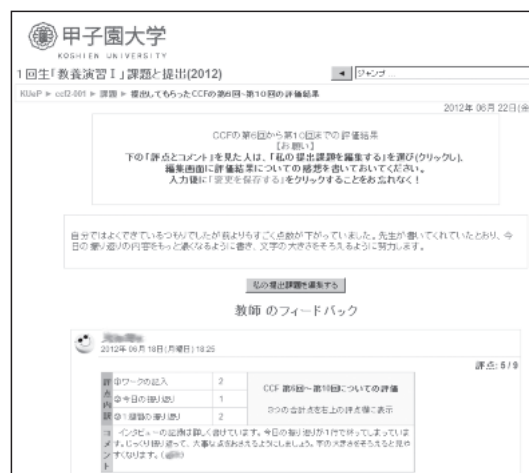 甲子園大学
KOSHIEN UNIVERSITY
1回生「教養演習Ⅰ」課題と提出(2012)
ジャンプ...
KUeP ► ccf2-001 ► 課題 ► 提出してもらったCCFの第6回~第10回の評価結果
2012年 06月 22日(金
CCFの第6回から第10回までの評価結果
【お願い】
下の「評点とコメント」を見た人は、「私の提出課題を編集する」を選び(クリックし)、
編集画面に評価結果についての感想を書いておいてください。
入力後に「変更を保存する」をクリックすることをお忘れなく!
自分ではよくできているつもりでしたが前よりもすごく点数が下がっていました。先生が書いてくれていたとおり、今
日の振り返りの内容をもっと濃くなるように書き、文字の大きさをそろえるように努力します。
私の提出課題を編集する
教師 のフィードバック
2012年 06月 18日(月曜日) 18:25
評点: 5 / 9
評点内訳
①ワークの記入 2
②今日の振り返り 1
③1週間の振り返り 2
CCF 第6回~第10回についての評価
3つの合計点を右上の評点欄に表示
コメント
インタビューの記録は詳しく書けています。今日の振り返りが1行で終ってしまっていま
す。じっくり振り返って、大事な点をおさえるようにしましょう。字の大きさをそろえると見や
すくなります。